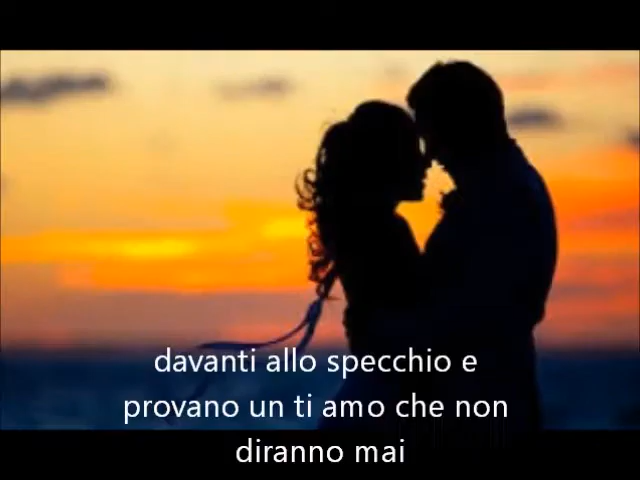 davanti allo specchio e
provano un ti amo che non
diranno mai